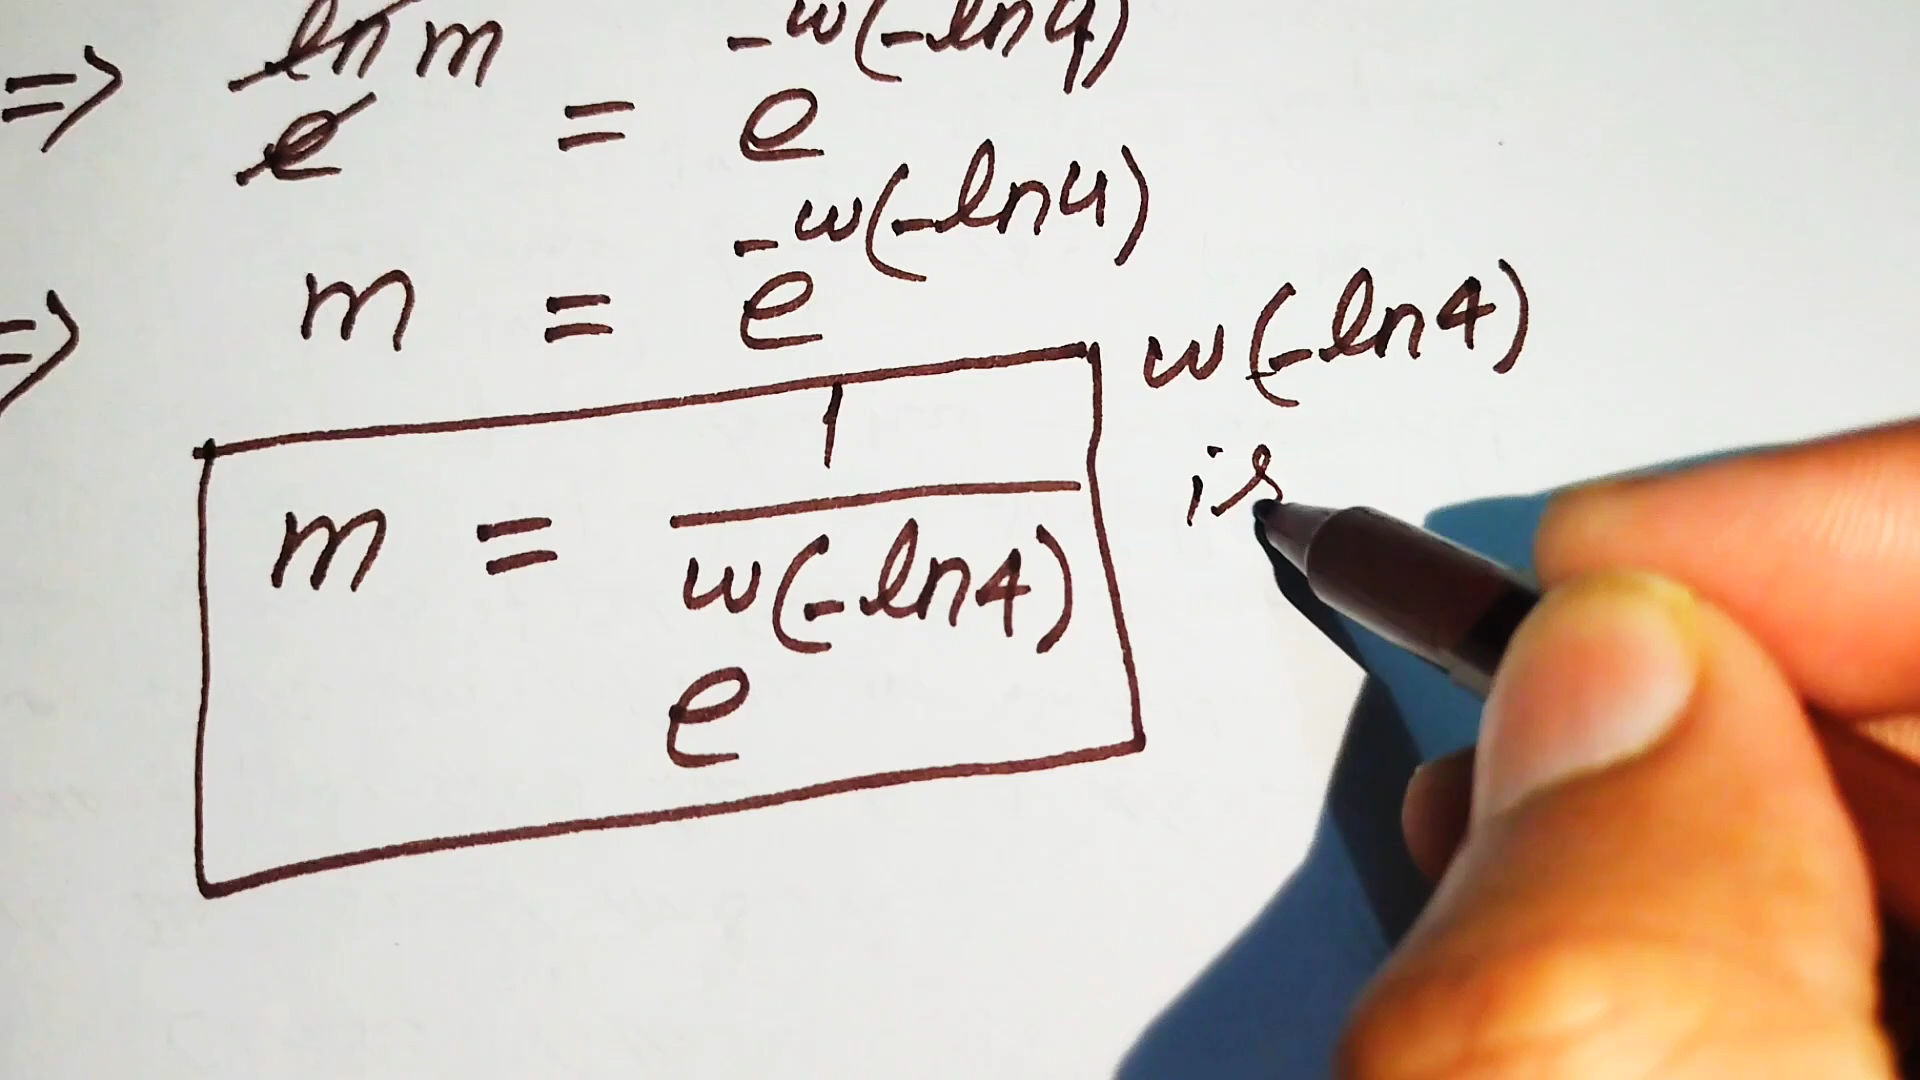 => e^{ln m} = e^{-w(-ln4)}
=> m = e^{-w(-ln4)}
m = 1 / e^{w(-ln4)}
w(-ln4)
is